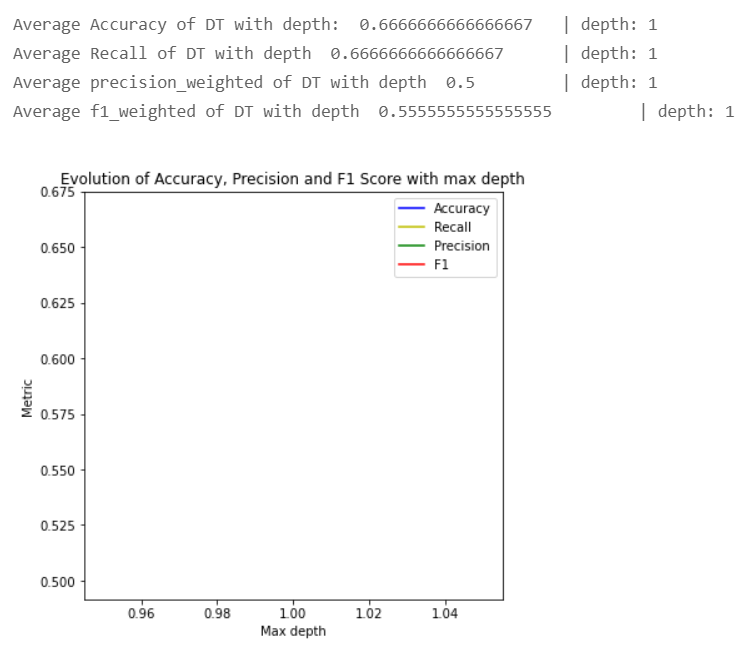 Average Accuracy of DT with depth: 0.6666666666666667 | depth: 1
Average Recall of DT with depth 0.6666666666666667 | depth: 1
Average precision_weighted of DT with depth 0.5 | depth: 1
Average f1_weighted of DT with depth 0.5555555555555555 | depth: 1
Evolution of Accuracy, Precision and F1 Score with max depth
Accuracy
Recall
Precision
F1
0.675
0.650
0.625
0.600
0.575
0.550
0.525
0.500
Metric
0.96 0.98 1.00 1.02 1.04
Max depth